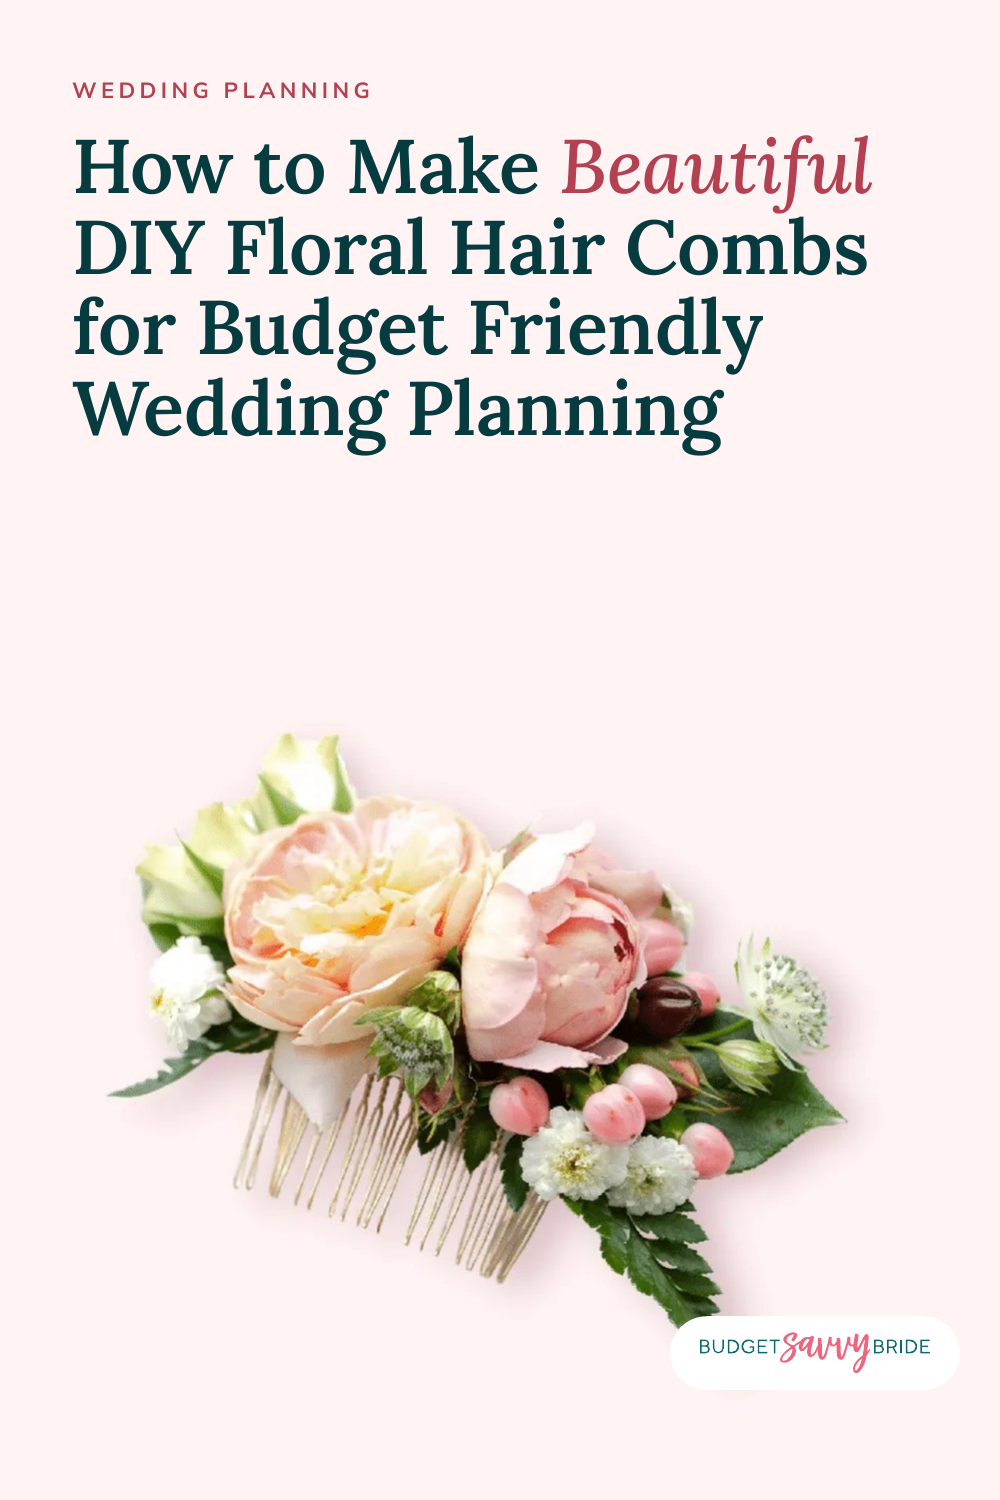 WEDDING PLANNING
How to Make Beautiful
DIY Floral Hair Combs
for Budget Friendly
Wedding Planning
BUDGET savvy BRIDE